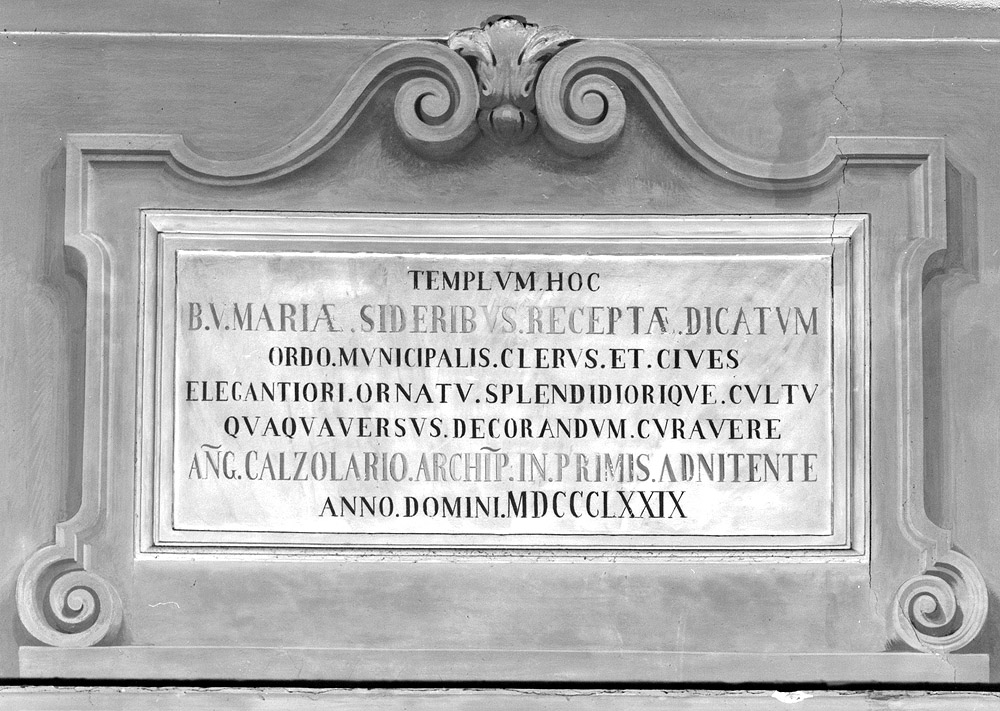 TEMPLVM.HOC
B.V.MARIÆ.SIDERIBVS.RECEPTÆ.DICATVM
ORDO.MVNICIPALIS.CLERVS.ET.CIVES
ELEGANTIORI.ORNATV.SPLENDIDIORIQVE.CVLTV
QVAQVAVERSVS.DECORANDVM.CVRAVERE
AÑG.CALZOLARIO.ARCHIP̃.IN.PRIMIS.ADNITENTE
ANNO.DOMINI.MDCCCLXXIX